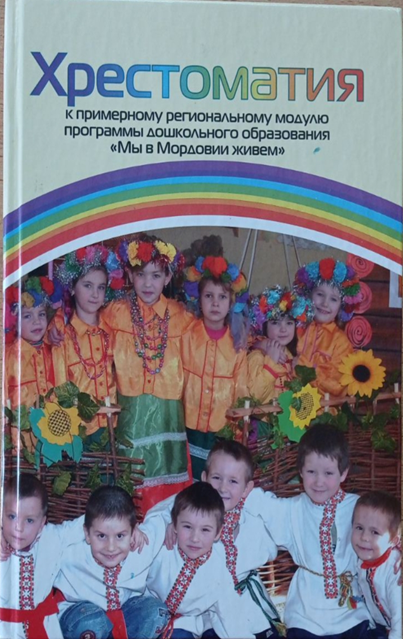 Хрестоматия
к примерному региональному модулю
программы дошкольного образования
«Мы в Мордовии живем»